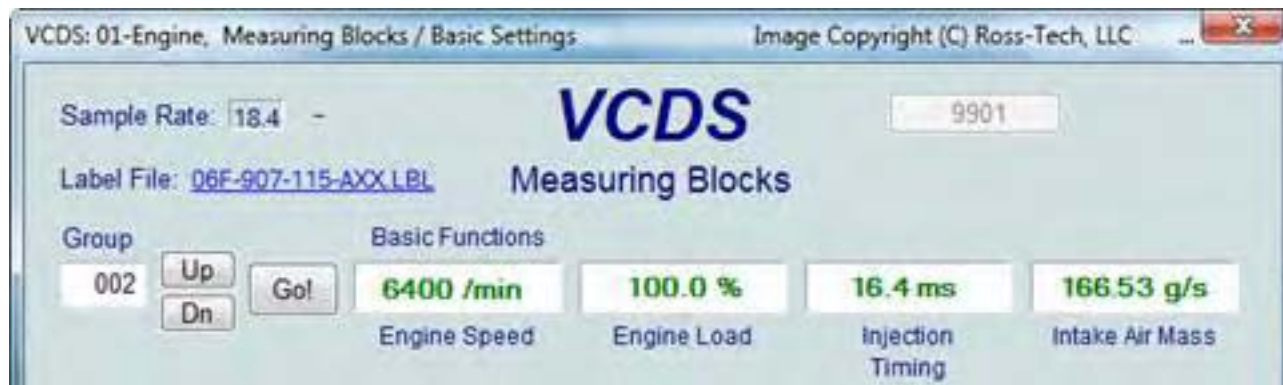 VCDS: 01-Engine, Measuring Blocks / Basic Settings Image Copyright (C) Ross-Tech, LLC ...
Sample Rate: 18.4 -
VCDS
9901
Label File: 06F-907-115-AXX.LBL
Measuring Blocks
Group
Basic Functions
002
Up
Dn
Go!
6400 /min
100.0 %
16.4 ms
166.53 g/s
Engine Speed
Engine Load
Injection
Timing
Intake Air Mass